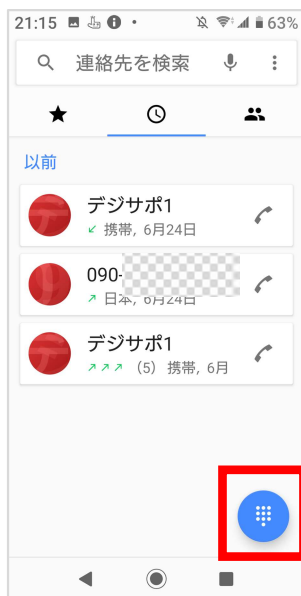 21:15 63%
連絡先を検索
以前
デジサポ1
携帯, 6月24日
090-
日本, 6月24日
デジサポ1
(5) 携帯, 6月